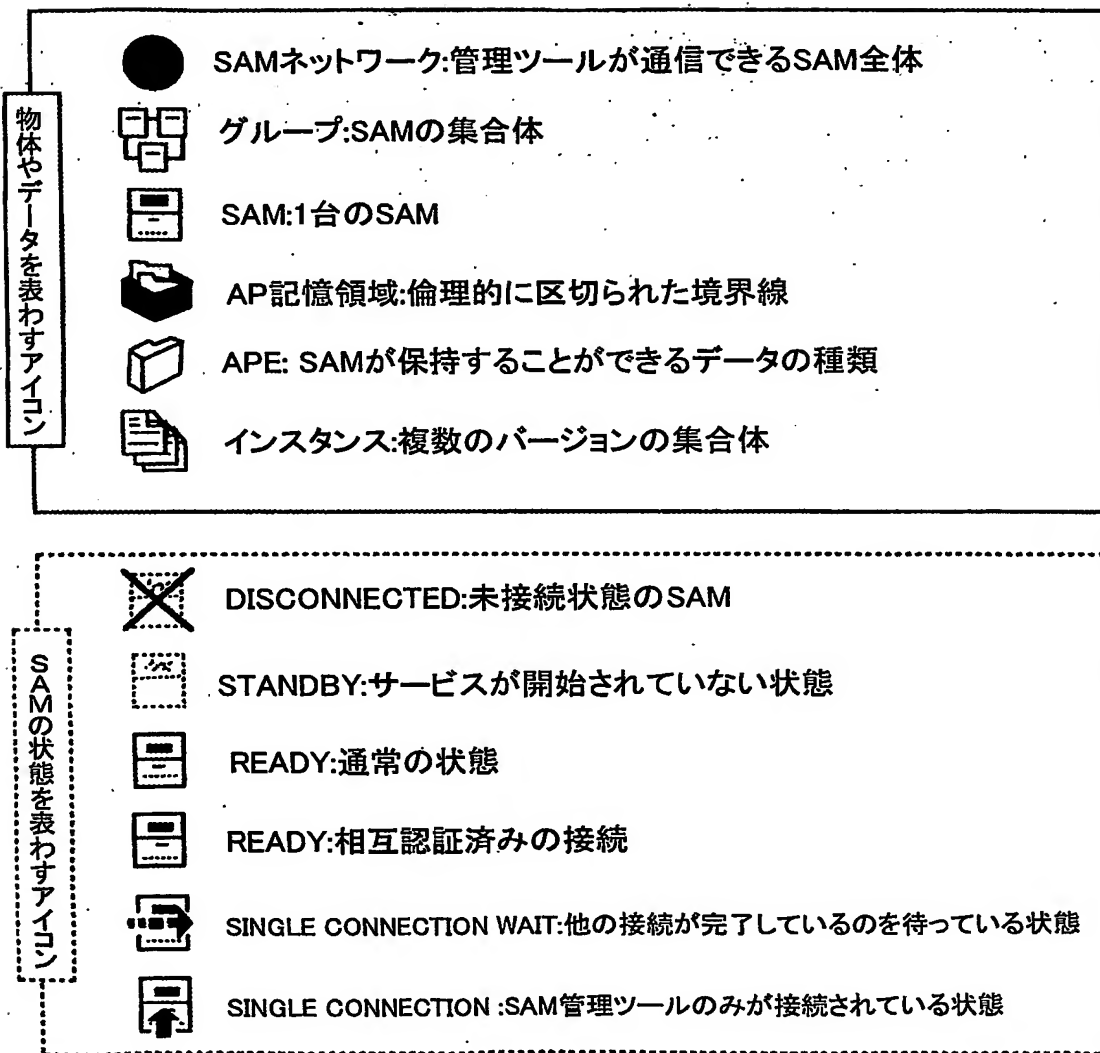 物体やデータを表わすアイコン
SAMネットワーク:管理ツールが通信できるSAM全体
グループ:SAMの集合体
SAM:1台のSAM
AP記憶領域:倫理的に区切られた境界線
APE: SAMが保持することができるデータの種類
インスタンス:複数のバージョンの集合体
SAMの状態を表わすアイコン
DISCONNECTED:未接続状態のSAM
STANDBY:サービスが開始されていない状態
READY:通常の状態
READY:相互認証済みの接続
SINGLE CONNECTION WAIT:他の接続が完了しているのを待っている状態
SINGLE CONNECTION :SAM管理ツールのみが接続されている状態